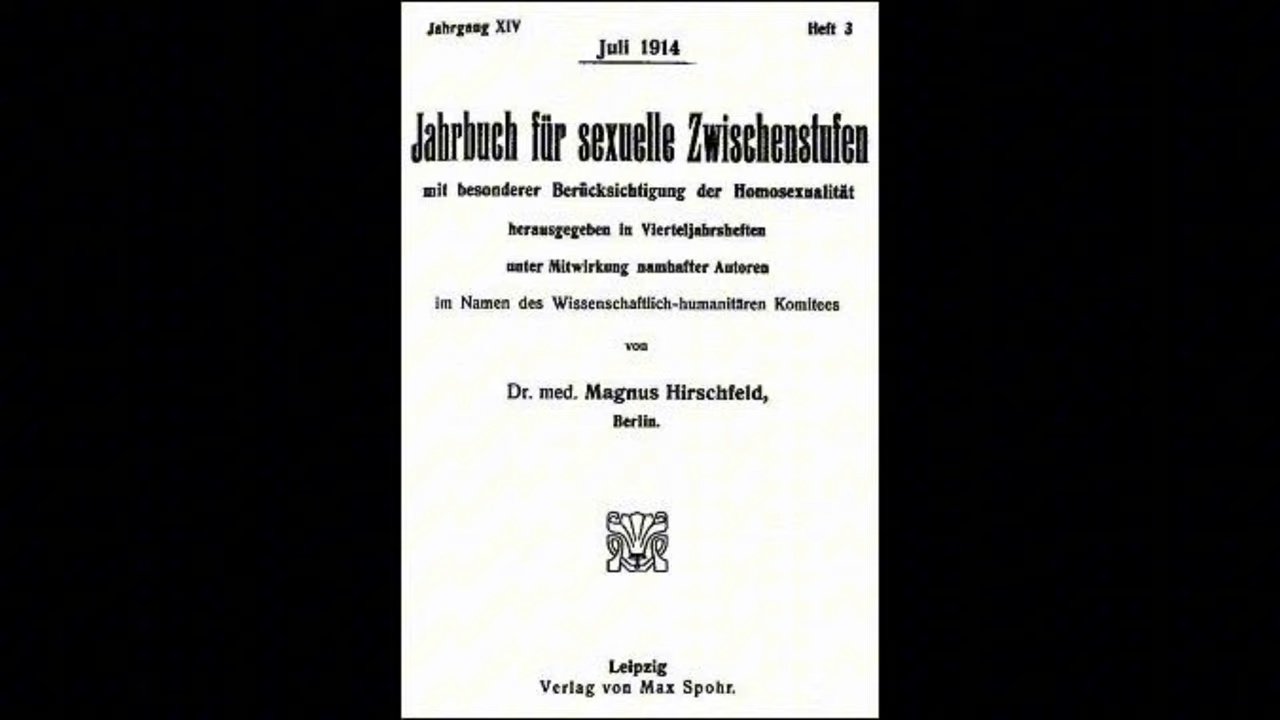 Jahrgang XIV
Heft 3
Juli 1914
Jahrbuch für sexuelle Zwischenstufen
mit besonderer Berücksichtigung der Homosexualität
herausgegeben in Vierteljahrsheften
unter Mitwirkung namhafter Autoren
im Namen des Wissenschaftlich-humanitären Komitees
von
Dr. med. Magnus Hirschfeld,
Berlin.
Leipzig
Verlag von Max Spohr.